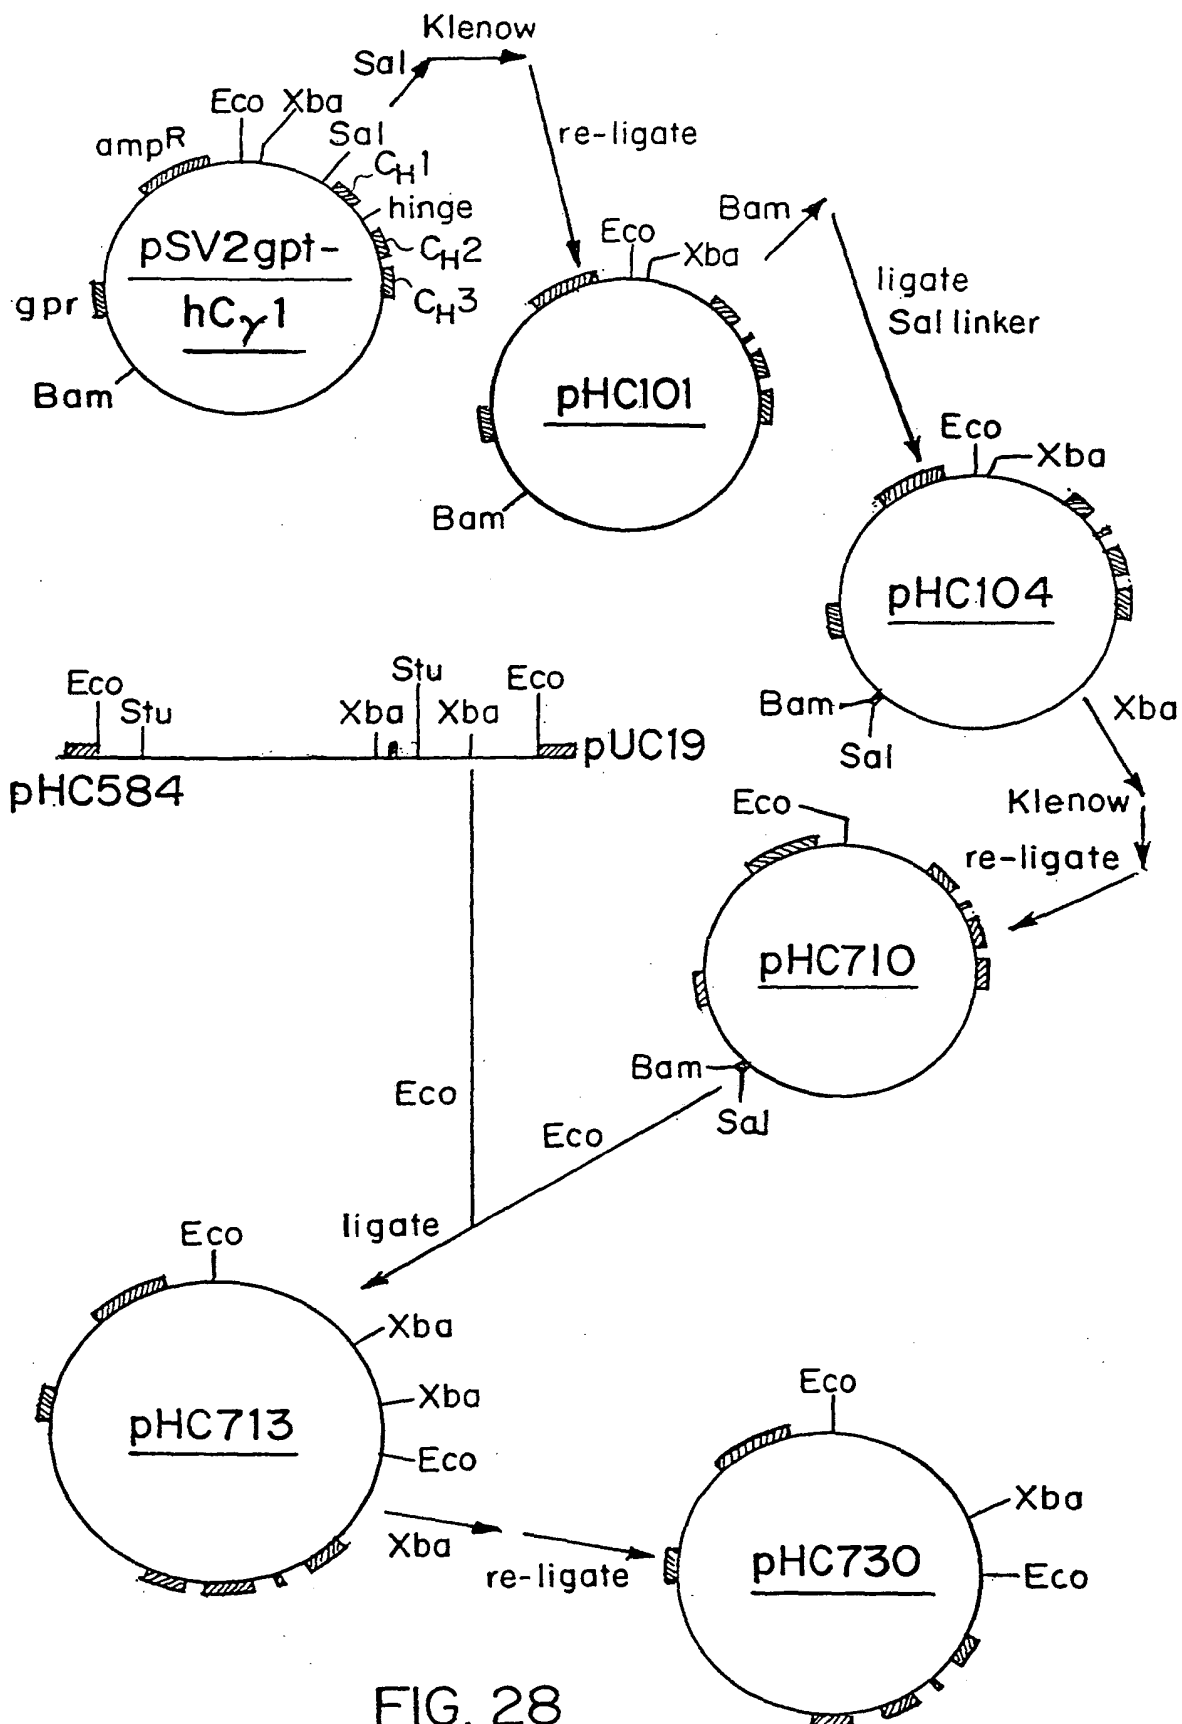 Klenow
Sal
re-ligate
Eco Xba
ampR
Sal
CH1
hinge
CH2
CH3
gpr
Bam
pSV2gpt-
hCγ1
Eco
Xba
pHC101
Bam
Bam
ligate
Sal linker
Eco
Xba
pHC104
Bam
Sal
Xba
Klenow
re-ligate
Eco
Stu
Xba
Stu
Xba
Eco
pUC19
pHC584
Eco
pHC710
Bam
Sal
Eco
Eco
ligate
Eco
Xba
Xba
Eco
pHC713
Xba
re-ligate
Eco
Xba
Eco
pHC730
FIG. 28